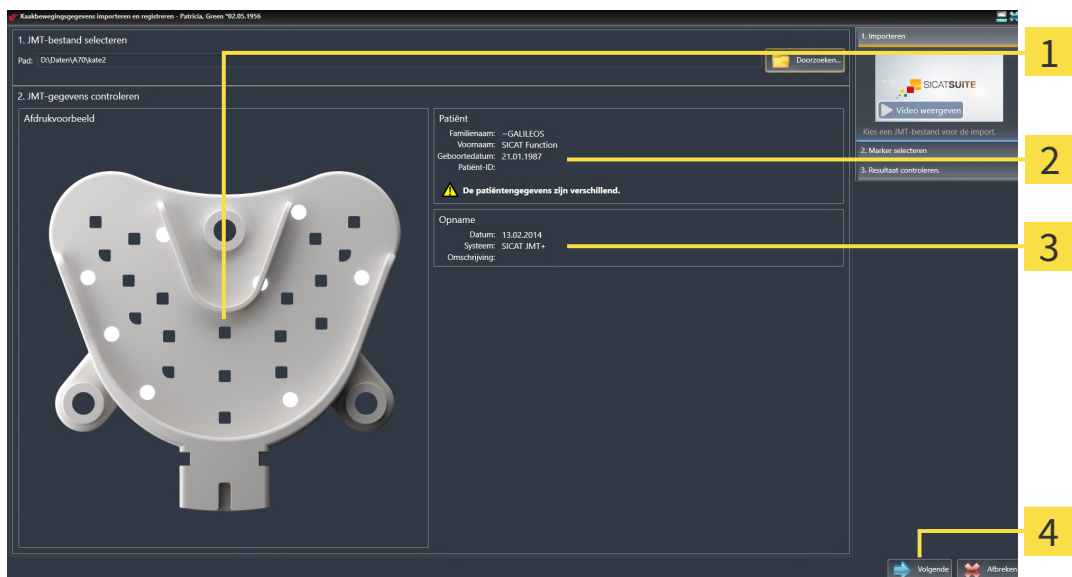 Kaakbewegingsgegevens importeren en registreren - Patricia, Green *02.05.1956
1. JMT-bestand selecteren
Pad: D:\Daten\A70\kate2
Doorzoeken...
2. JMT-gegevens controleren
Afdrukvoorbeeld
Patiënt
Familienaam: ~GALILEOS
Voornaam: SICAT Function
Geboortedatum: 21.01.1987
Patiënt-ID:
De patiëntengegevens zijn verschillend.
Opname
Datum: 13.02.2014
Systeem: SICAT JMT+
Omschrijving:
1. Importeren
SICATSUITE
Video weergeven
Kies een JMT-bestand voor de import.
2. Marker selecteren
3. Resultaat controleren.
Volgende
Afbreken
1
2
3
4